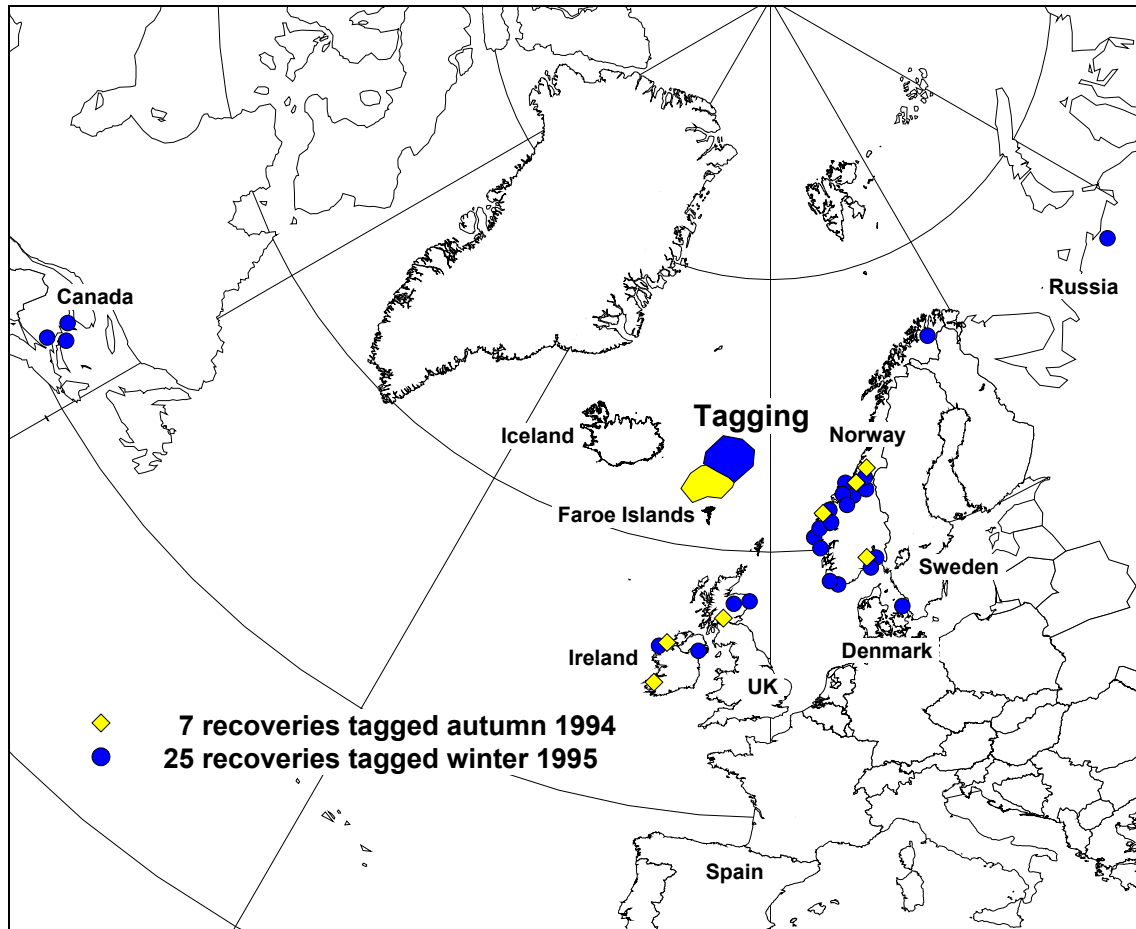 Canada
Russia
Tagging
Iceland
Norway
Faroe Islands
Sweden
Ireland
Denmark
UK
7 recoveries tagged autumn 1994
25 recoveries tagged winter 1995
Spain